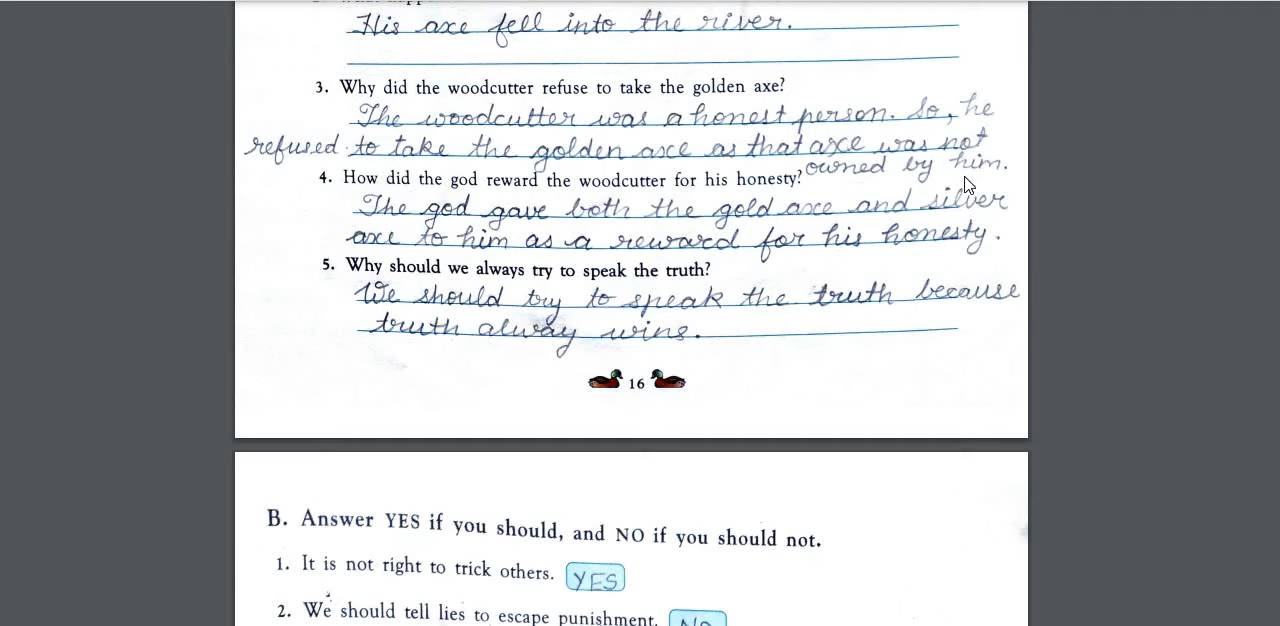 His axe fell into the river.
3. Why did the woodcutter refuse to take the golden axe?
The woodcutter was a honest person. So, he
refused to take the golden axe as that axe was not
owned by him.
4. How did the god reward the woodcutter for his honesty?
The god gave both the gold axe and silver
axe to him as a reward for his honesty.
5. Why should we always try to speak the truth?
We should try to speak the truth because
truth alway wins.
16
B. Answer YES if you should, and NO if you should not.
1. It is not right to trick others. YES
2. We should tell lies to escape punishment. NO